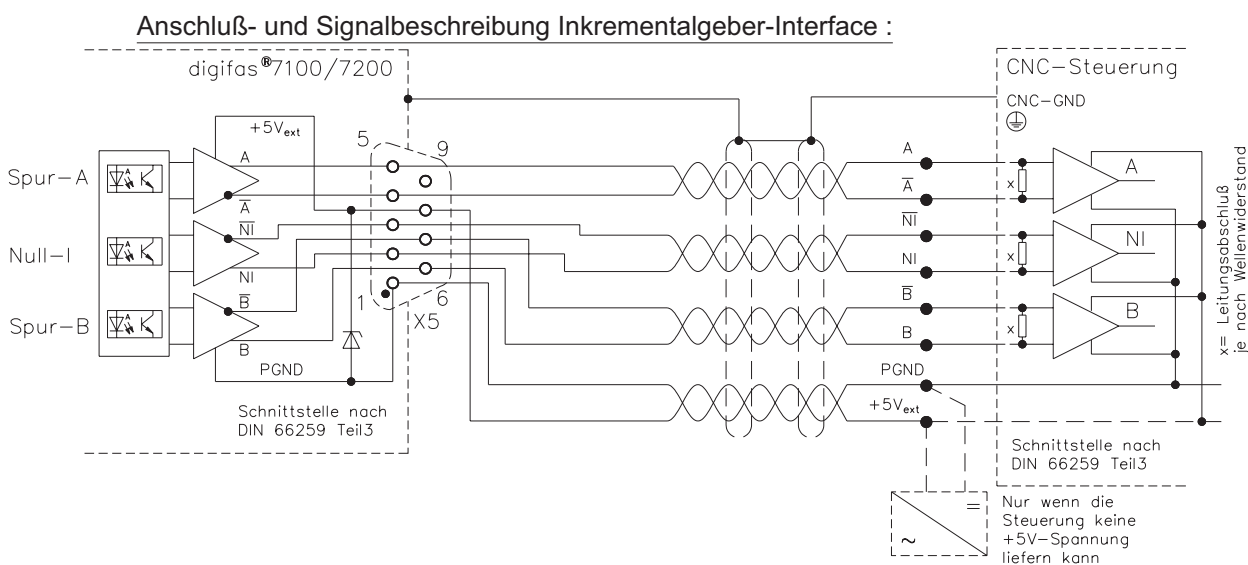 Anschluß- und Signalbeschreibung Inkrementalgeber-Interface :
digifas®7100/7200
CNC-Steuerung
CNC-GND
+5Vext
5
9
Spur-A
A
A̅
N̅I̅
Null-I
NI
B̅
Spur-B
B
1
6
X5
PGND
Schnittstelle nach
DIN 66259 Teil3
A
A̅
N̅I̅
NI
B̅
B
PGND
+5Vext
x
A
x
NI
x
B
x= Leitungsabschluß
je nach Wellenwiderstand
Schnittstelle nach
DIN 66259 Teil3
=
~
Nur wenn die
Steuerung keine
+5V-Spannung
liefern kann